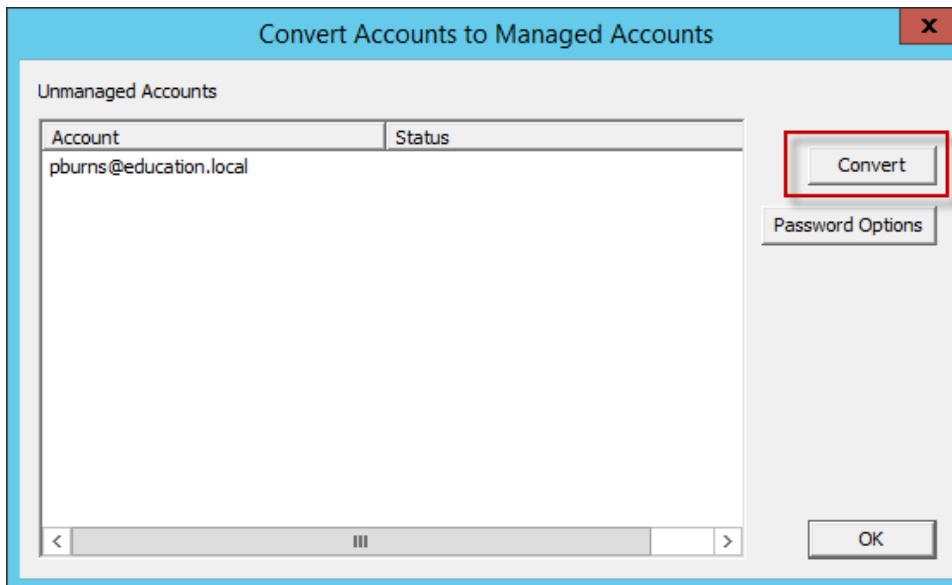 Convert Accounts to Managed Accounts
x
Unmanaged Accounts
Account Status
pburns@education.local
Convert
Password Options
OK